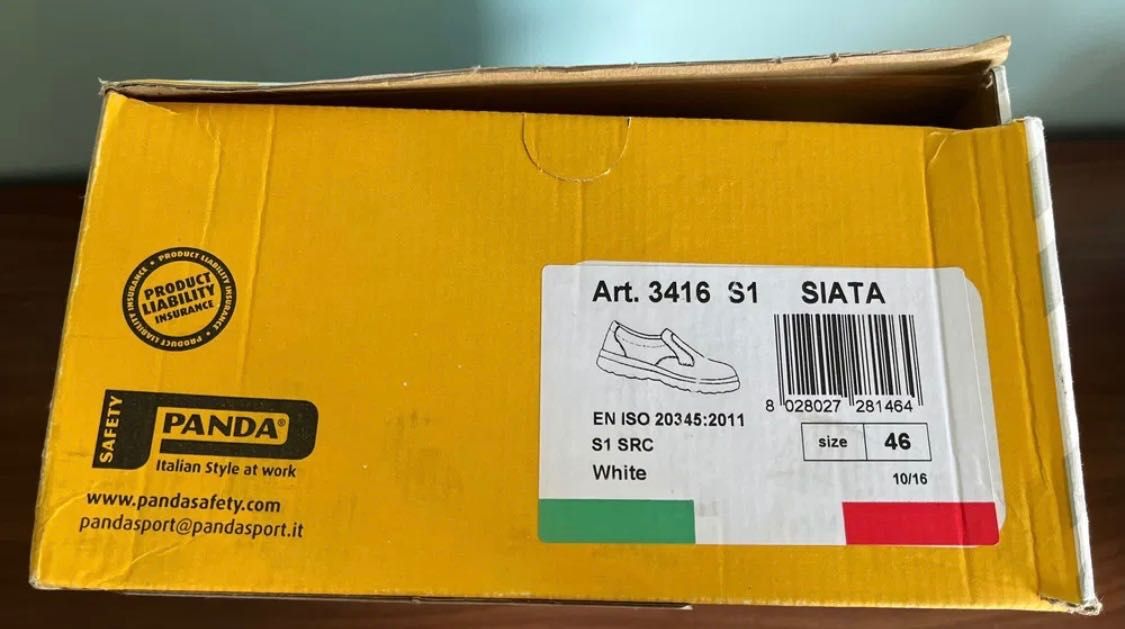 PRODUCT LIABILITY INSURANCE • PRODUCT LIABILITY INSURANCE •
PRODUCT
LIABILITY
INSURANCE
SAFETY
PANDA®
Italian Style at work
www.pandasafety.com
pandasport@pandasport.it
Art. 3416 S1 SIATA
8 028027 281464
EN ISO 20345:2011
S1 SRC
White
size 46
10/16